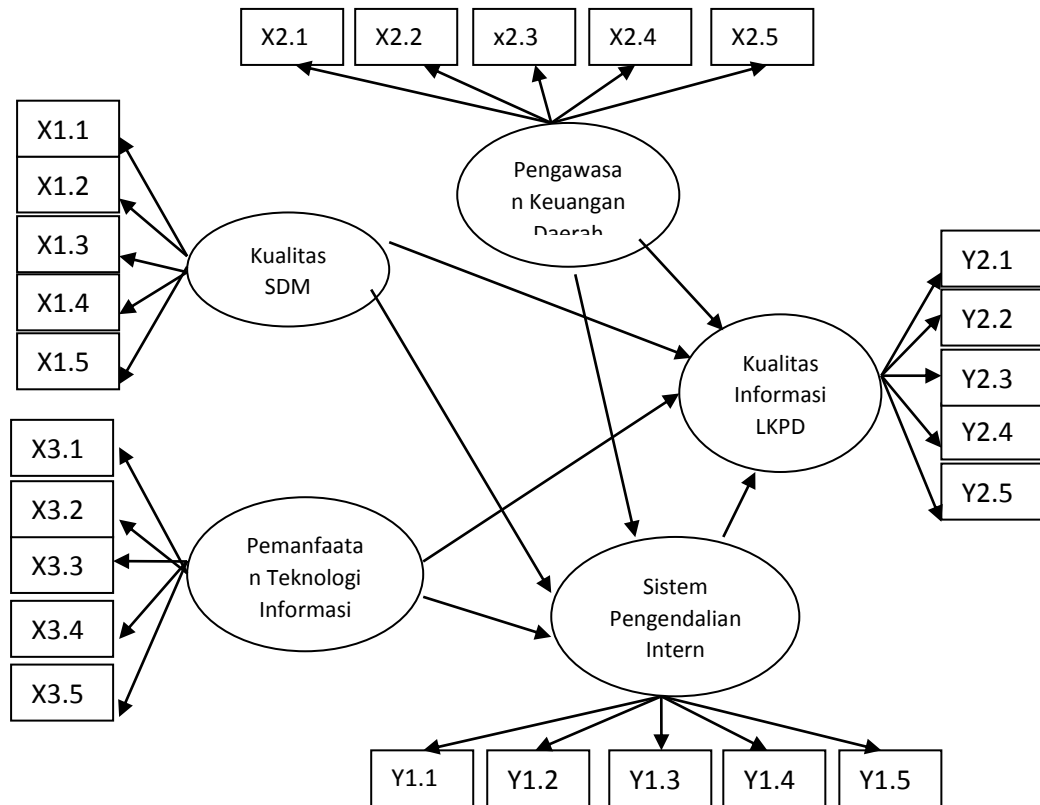 X2.1
X2.2
x2.3
X2.4
X2.5
X1.1
X1.2
X1.3
X1.4
X1.5
Pengawasa
n Keuangan
Daerah
Kualitas
SDM
Y2.1
Y2.2
Y2.3
Y2.4
Y2.5
Kualitas
Informasi
LKPD
X3.1
X3.2
X3.3
X3.4
X3.5
Pemanfaata
n Teknologi
Informasi
Sistem
Pengendalian
Intern
Y1.1
Y1.2
Y1.3
Y1.4
Y1.5